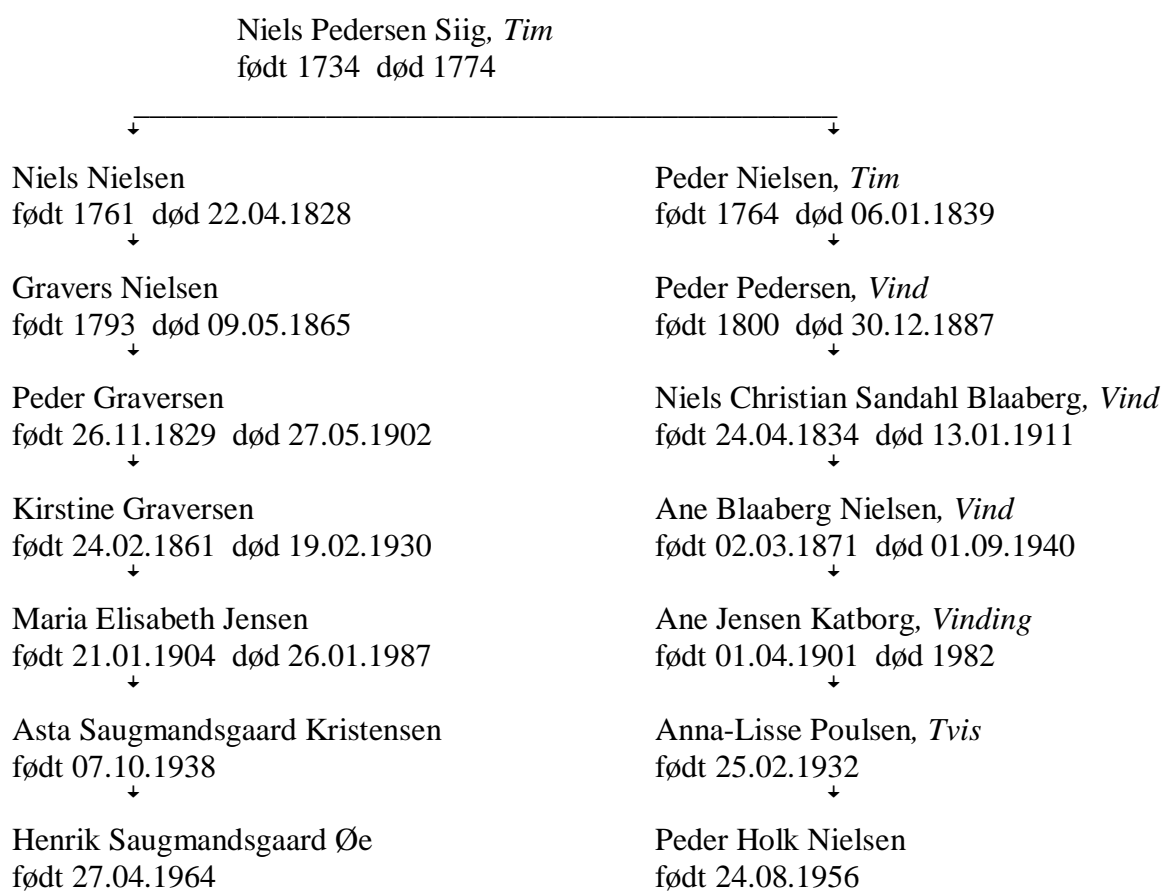 Niels Pedersen Siig, Tim
født 1734 død 1774
Niels Nielsen
født 1761 død 22.04.1828
Peder Nielsen, Tim
født 1764 død 06.01.1839
Gravers Nielsen
født 1793 død 09.05.1865
Peder Pedersen, Vind
født 1800 død 30.12.1887
Peder Graversen
født 26.11.1829 død 27.05.1902
Niels Christian Sandahl Blaaberg, Vind
født 24.04.1834 død 13.01.1911
Kirstine Graversen
født 24.02.1861 død 19.02.1930
Ane Blaaberg Nielsen, Vind
født 02.03.1871 død 01.09.1940
Maria Elisabeth Jensen
født 21.01.1904 død 26.01.1987
Ane Jensen Katborg, Vinding
født 01.04.1901 død 1982
Asta Saugmandsgaard Kristensen
født 07.10.1938
Anna-Lisse Poulsen, Tvis
født 25.02.1932
Henrik Saugmandsgaard Øe
født 27.04.1964
Peder Holk Nielsen
født 24.08.1956